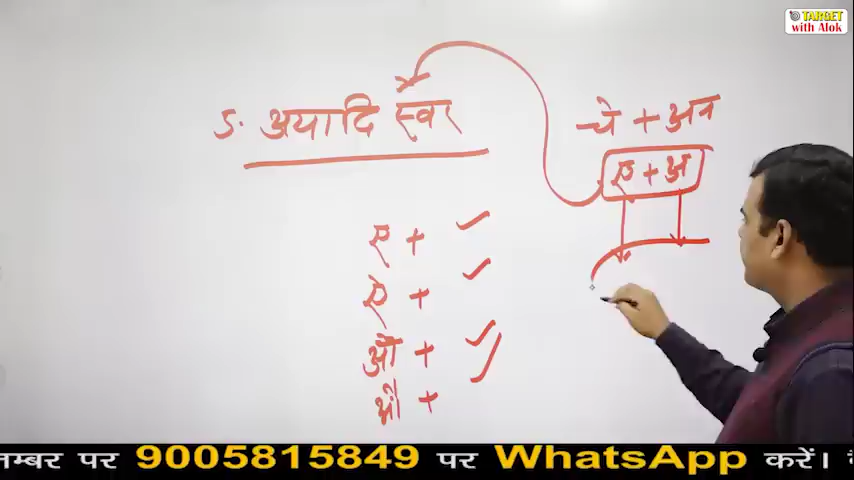 TARGET
with Alok
5. अयादि स्वर
चे + अन
ए + अ
ए + ✓
ऐ + ✓
ओ + ✓
औ +
नम्बर पर 9005815849 पर WhatsApp करें।